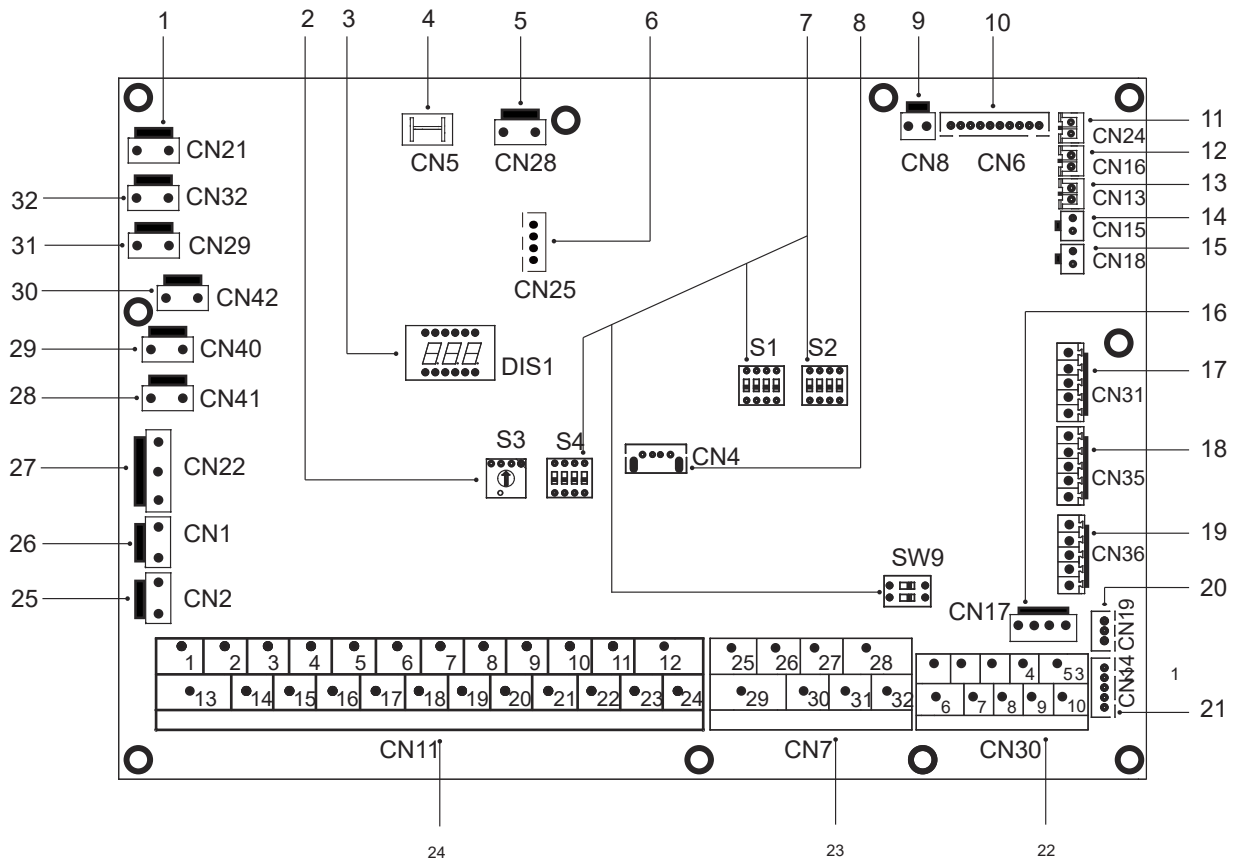 1 2 3 4 5 6 7 8 9 10
11
CN21 CN5 CN28 CN8 CN6 CN24
12
CN16
32 CN32 13
CN13
14
31 CN29 CN15
15
CN25 CN18
30 CN42
16
29 CN40 DIS1 S1 S2
17
28 CN41 CN31
S3 S4
27 CN22 CN4 18
CN35
2 8
26 CN1 19
SW9 CN36
25 CN2 20
CN17 CN19
1 2 3 4 5 6 7 8 9 10 11 12 25 26 27 28
4 53 1
13 14 15 16 17 18 19 20 21 22 23 24 29 30 31 32
6 7 8 9 10 21
CN11 CN7 CN30
24 23 22